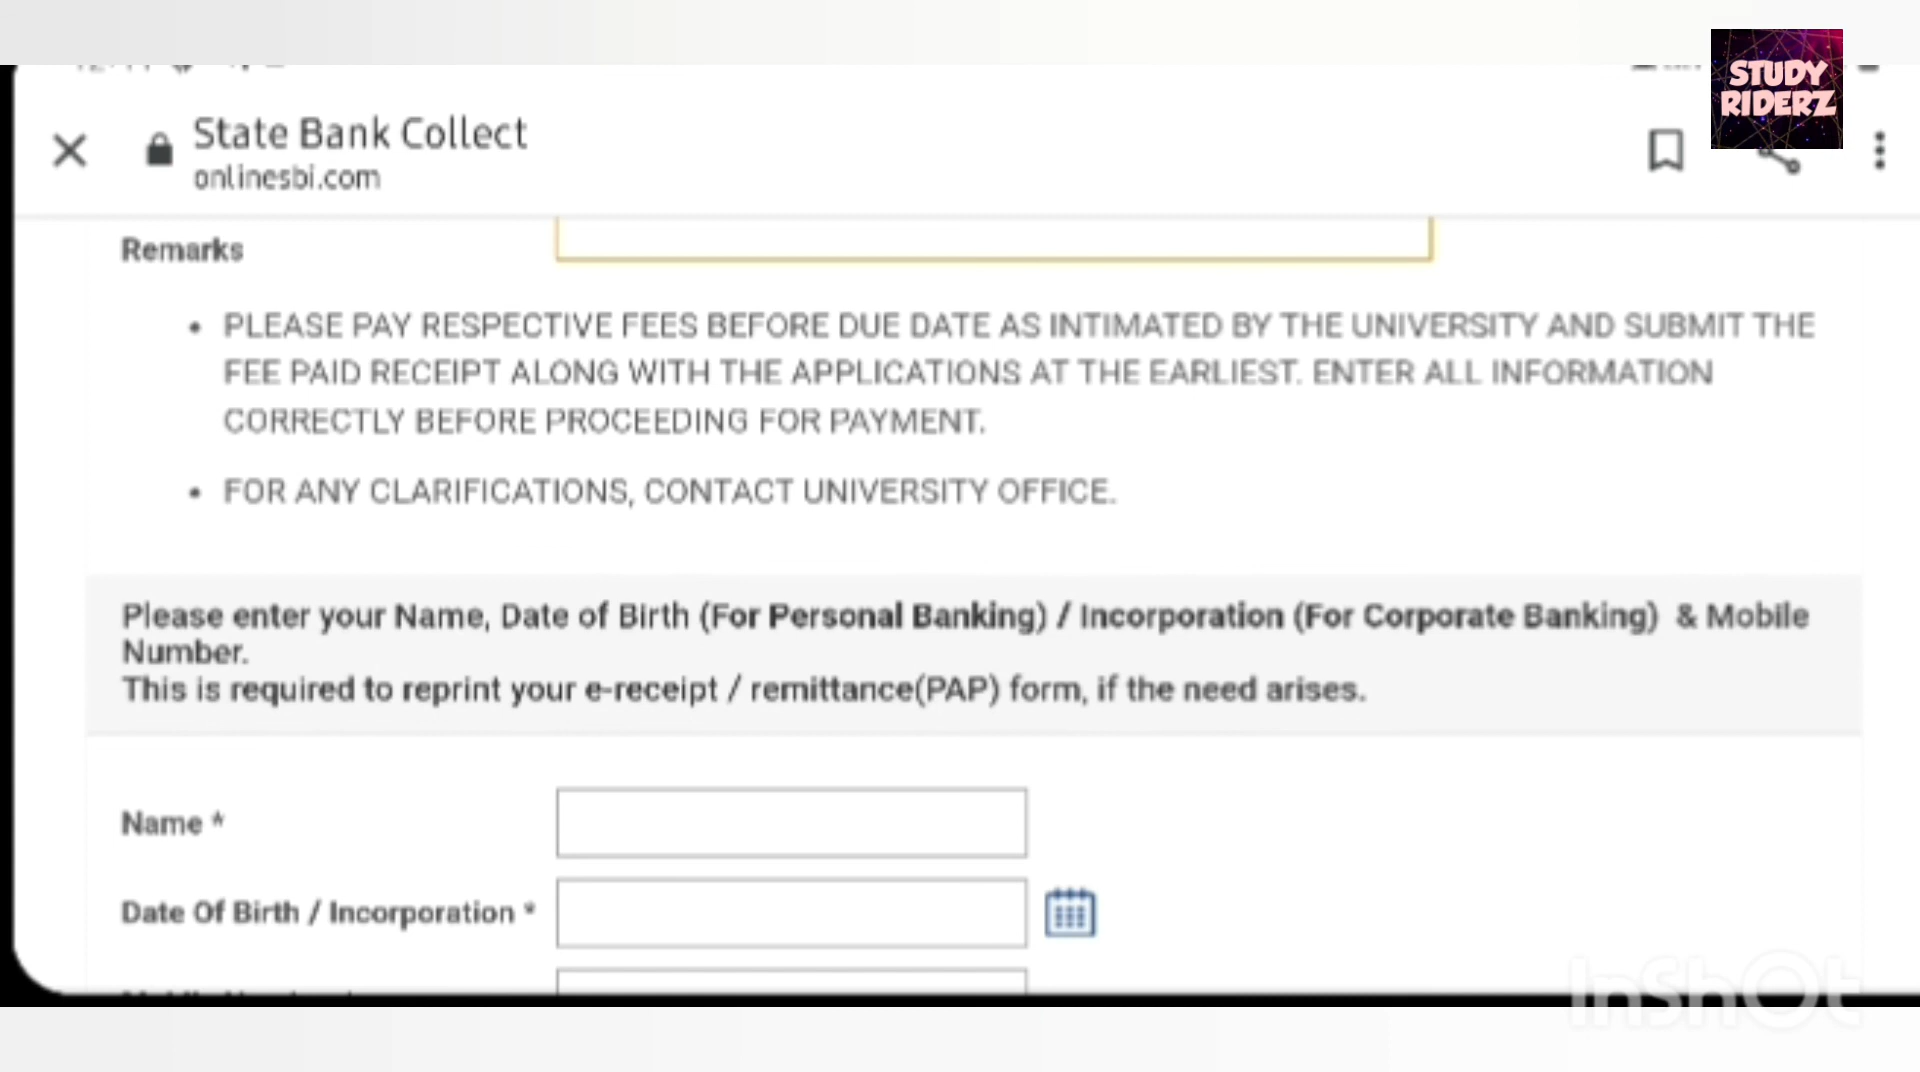 STUDY
RIDERZ
State Bank Collect
onlinesbi.com
Remarks
• PLEASE PAY RESPECTIVE FEES BEFORE DUE DATE AS INTIMATED BY THE UNIVERSITY AND SUBMIT THE
FEE PAID RECEIPT ALONG WITH THE APPLICATIONS AT THE EARLIEST. ENTER ALL INFORMATION
CORRECTLY BEFORE PROCEEDING FOR PAYMENT.
• FOR ANY CLARIFICATIONS, CONTACT UNIVERSITY OFFICE.
Please enter your Name, Date of Birth (For Personal Banking) / Incorporation (For Corporate Banking) & Mobile
Number.
This is required to reprint your e-receipt / remittance(PAP) form, if the need arises.
Name *
Date Of Birth / Incorporation *
InShOt